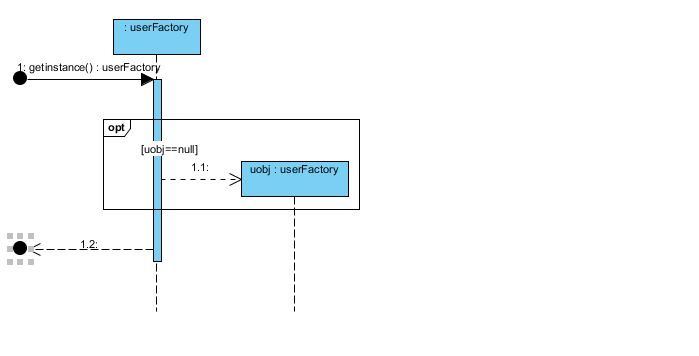 : userFactory
1: getinstance() : userFactory
opt
[uobj==null]
1.1:
uobj : userFactory
1.2: